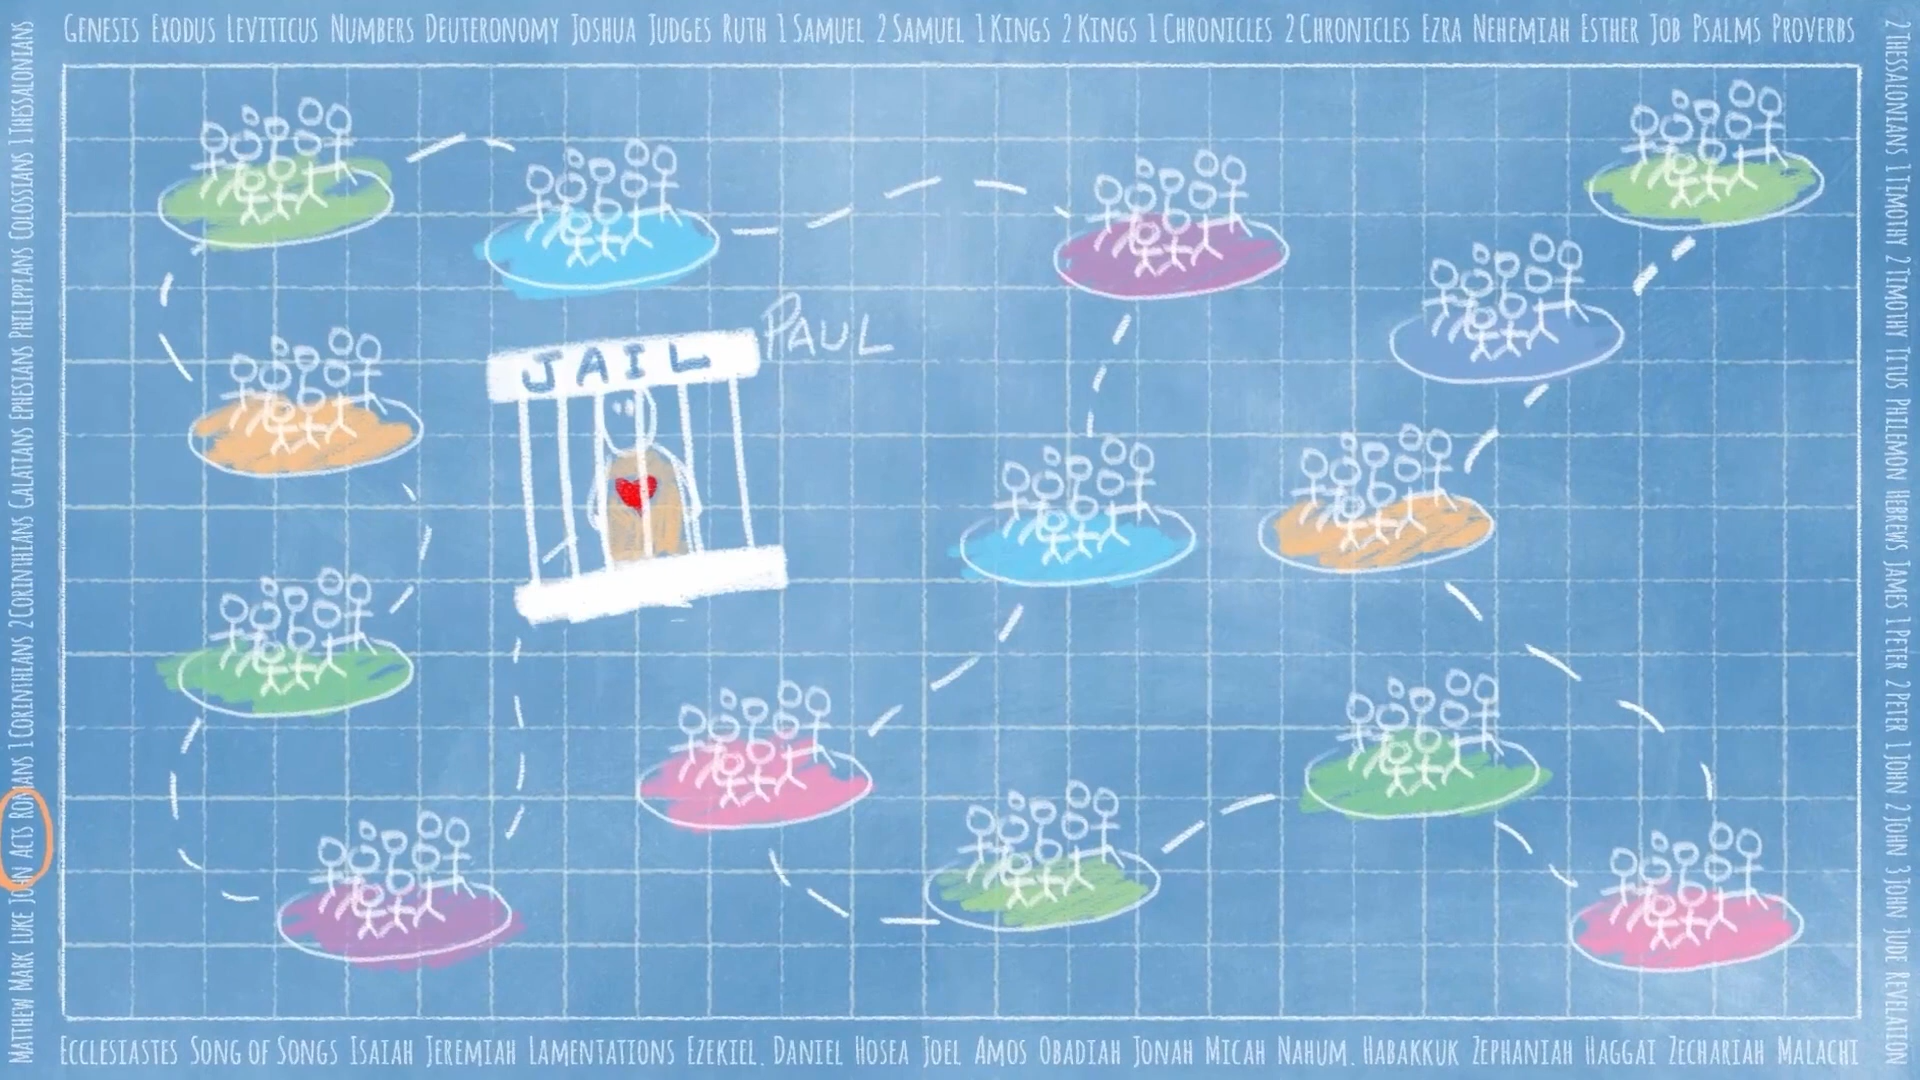 Genesis Exodus Leviticus Numbers Deuteronomy Joshua Judges Ruth 1 Samuel 2 Samuel 1 Kings 2 Kings 1 Chronicles 2 Chronicles Ezra Nehemiah Esther Job Psalms Proverbs
PAUL
JAIL
Ecclesiastes Song of Songs Isaiah Jeremiah Lamentations Ezekiel. Daniel Hosea Joel Amos Obadiah Jonah Micah Nahum. Habakkuk Zephaniah Haggai Zechariah Malachi
Matthew Mark Luke John Acts Romans 1 Corinthians 2 Corinthians Galatians Ephesians Philippians Colossians 1 Thessalonians
2 Thessalonians 1 Timothy 2 Timothy Titus Philemon Hebrews James 1 Peter 2 Peter 1 John 2 John 3 John Jude Revelation